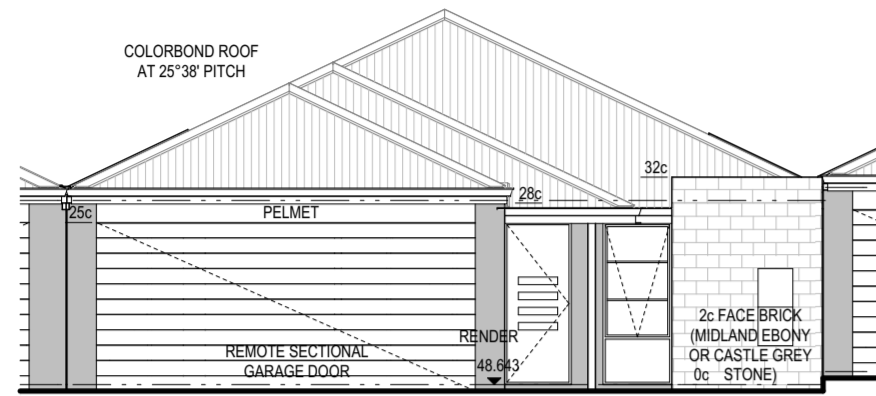 COLORBOND ROOF
AT 25°38' PITCH
32c
28c
25c
PELMET
RENDER
REMOTE SECTIONAL
GARAGE DOOR
48.643
2c FACE BRICK
(MIDLAND EBONY
OR CASTLE GREY
0c STONE)